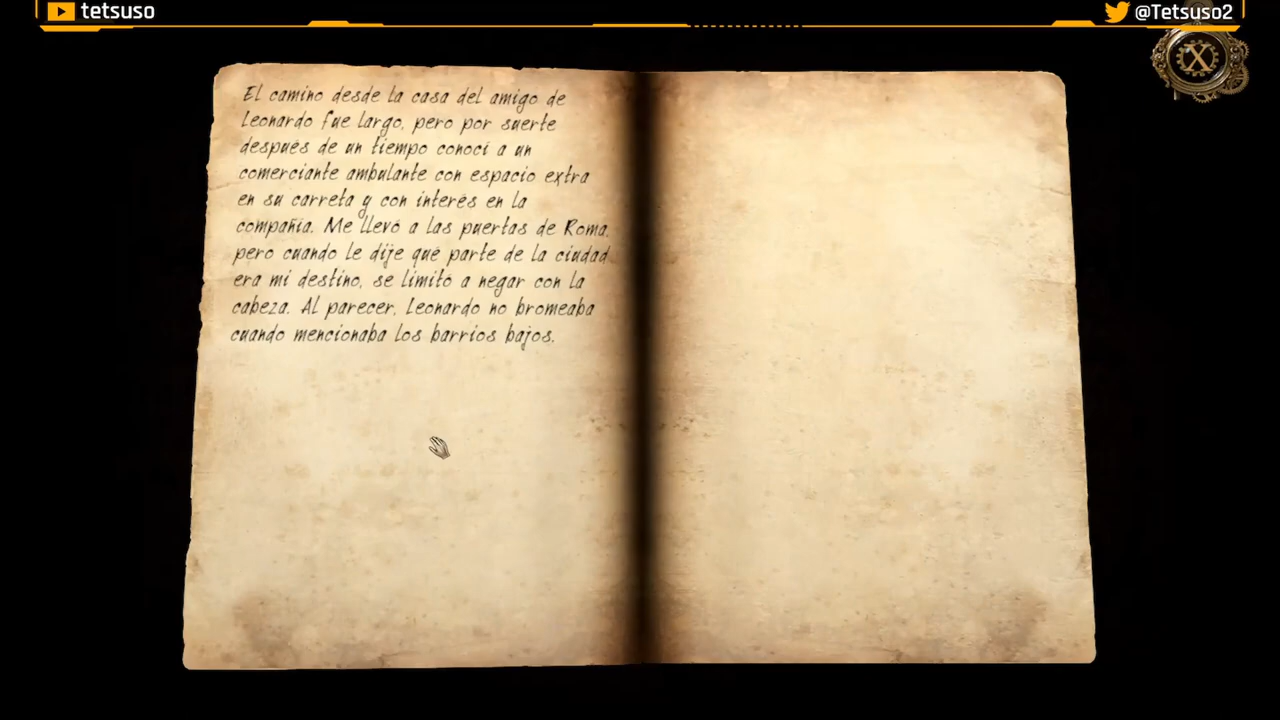 tetsuso
@Tetsuso2
X
El camino desde la casa del amigo de
Leonardo fue largo, pero por suerte
después de un tiempo conocí a un
comerciante ambulante con espacio extra
en su carreta y con interés en la
compañía. Me llevó a las puertas de Roma,
pero cuando le dije qué parte de la ciudad
era mi destino, se limitó a negar con la
cabeza. Al parecer, Leonardo no bromeaba
cuando mencionaba los barrios bajos.